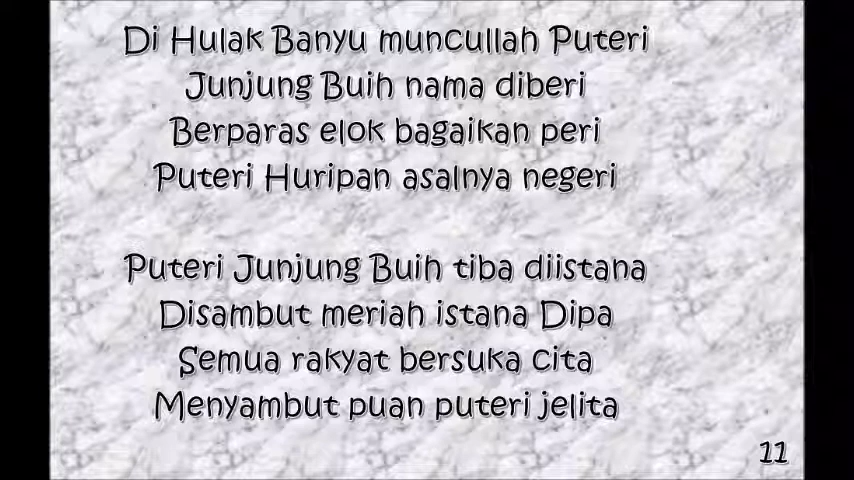 Di Hulak Banyu muncullah Puteri
Junjung Buih nama diberi
Berparas elok bagaikan peri
Puteri Huripan asalnya negeri
Puteri Junjung Buih tiba diistana
Disambut meriah istana Dipa
Semua rakyat bersuka cita
Menyambut puan puteri jelita
11